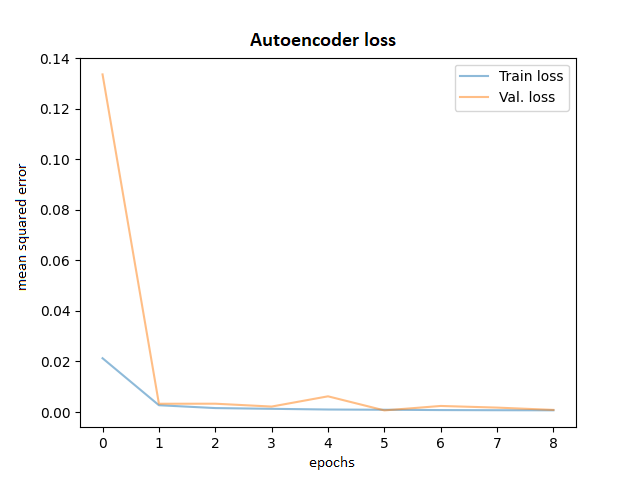 Autoencoder loss
0.14
0.12
0.10
0.08
0.06
0.04
0.02
0.00
mean squared error
Train loss
Val. loss
0 1 2 3 4 5 6 7 8
epochs